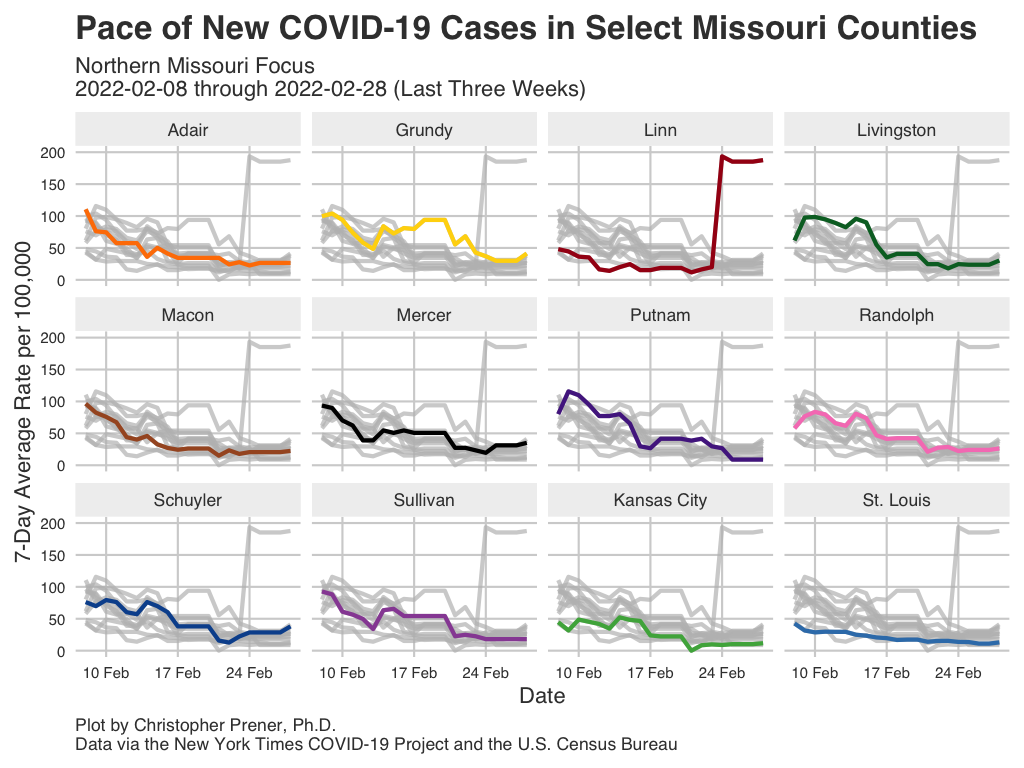 Pace of New COVID-19 Cases in Select Missouri Counties
Northern Missouri Focus
2022-02-08 through 2022-02-28 (Last Three Weeks)
Adair
Grundy
Linn
Livingston
200
150
100
50
0
Macon
Mercer
Putnam
Randolph
200
150
100
50
0
Schuyler
Sullivan
Kansas City
St. Louis
200
150
100
50
0
7-Day Average Rate per 100,000
10 Feb 17 Feb 24 Feb
10 Feb 17 Feb 24 Feb
10 Feb 17 Feb 24 Feb
10 Feb 17 Feb 24 Feb
Date
Plot by Christopher Prener, Ph.D.
Data via the New York Times COVID-19 Project and the U.S. Census Bureau